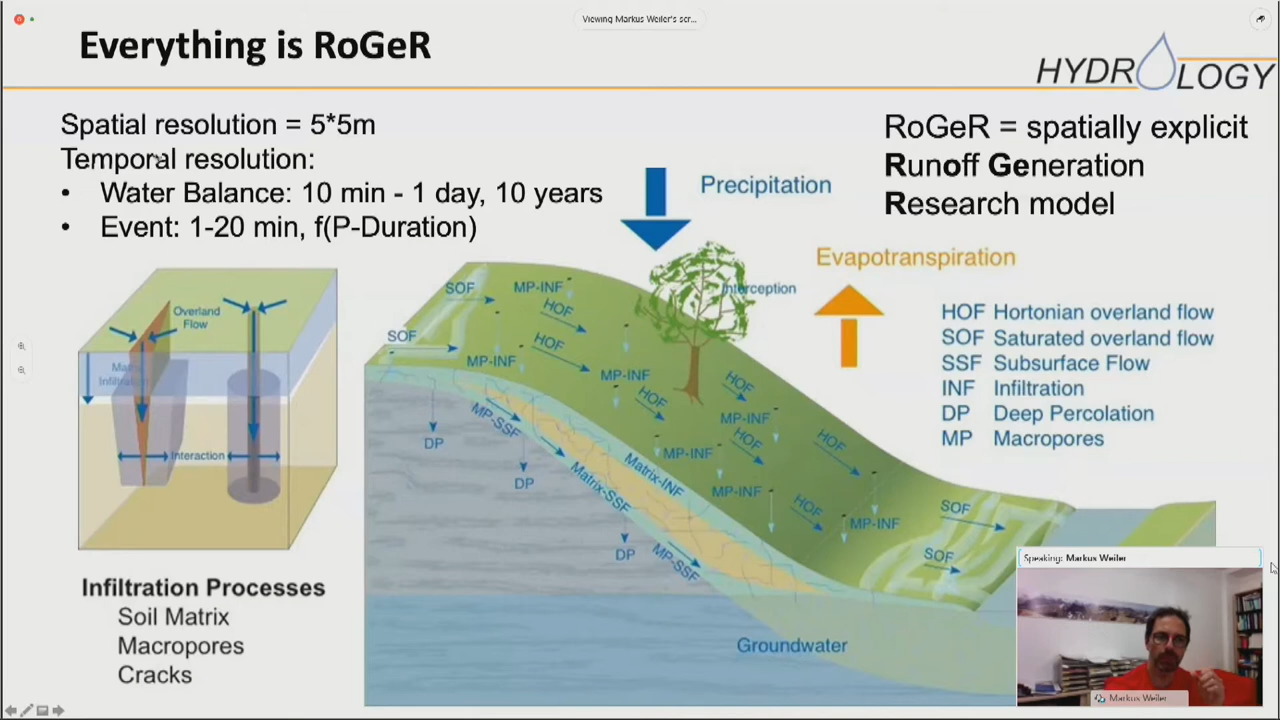 Viewing Markus Weiler's scr...
Everything is RoGeR
HYDROLOGY
Spatial resolution = 5*5m
Temporal resolution:
• Water Balance: 10 min - 1 day, 10 years
• Event: 1-20 min, f(P-Duration)
RoGeR = spatially explicit
Runoff Generation
Research model
Precipitation
Evapotranspiration
Interception
HOF Hortonian overland flow
SOF Saturated overland flow
SSF Subsurface Flow
INF Infiltration
DP Deep Percolation
MP Macropores
Overland
Flow
Matrix
Infiltration
Interaction
SOF
MP-INF
HOF
SOF
HOF
MP-INF
MP-INF
HOF
HOF
MP-INF
HOF
HOF
MP-INF
MP-INF
HOF
MP-INF
SOF
SOF
MP-SSF
DP
DP
Matrix-SSF
Matrix-INF
DP
MP-SSF
Groundwater
Infiltration Processes
Soil Matrix
Macropores
Cracks
Speaking: Markus Weiler
Markus Weiler